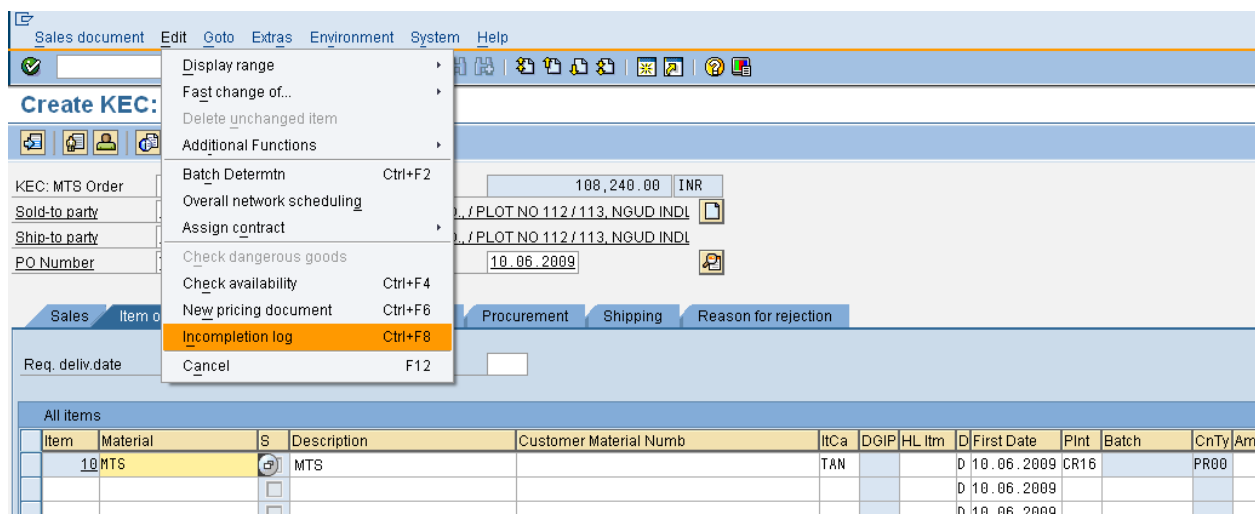 Sales document Edit Goto Extras Environment System Help
Display range
Fast change of...
Create KEC:
Delete unchanged item
Additional Functions
Batch Determtn Ctrl+F2
Overall network scheduling
Assign contract
Check dangerous goods
Check availability Ctrl+F4
New pricing document Ctrl+F6
Incompletion log Ctrl+F8
Cancel F12
KEC: MTS Order 108,240.00 INR
Sold-to party / PLOT NO 112 / 113, NGUD INDL
Ship-to party / PLOT NO 112 / 113, NGUD INDL
PO Number 10.06.2009
Sales Item o Procurement Shipping Reason for rejection
Req. deliv.date
All items
Item Material S Description Customer Material Numb ItCa DGIP HL Itm D First Date Plnt Batch CnTy Am
10 MTS MTS TAN D 10.06.2009 CR16 PR00
D 10.06.2009
D 10.06.2009